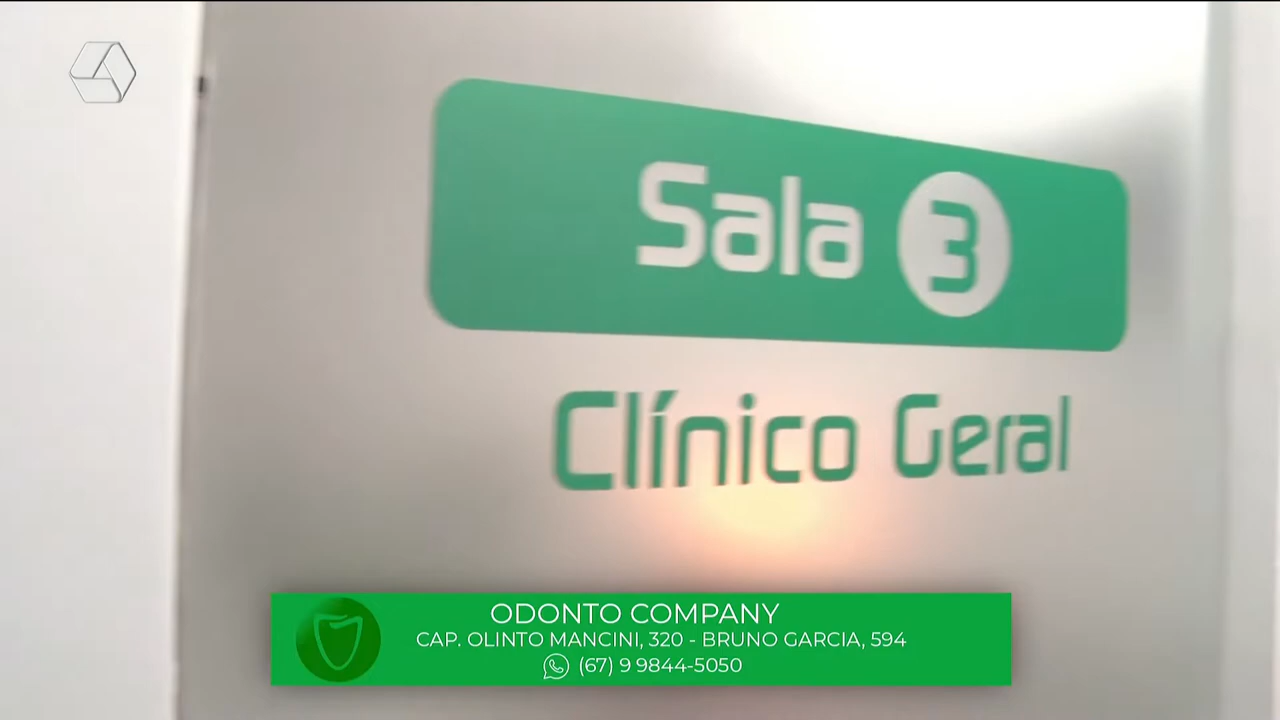 Sala 3
Clínico Geral
ODONTO COMPANY
CAP. OLINTO MANCINI, 320 - BRUNO GARCIA, 594
(67) 9 9844-5050